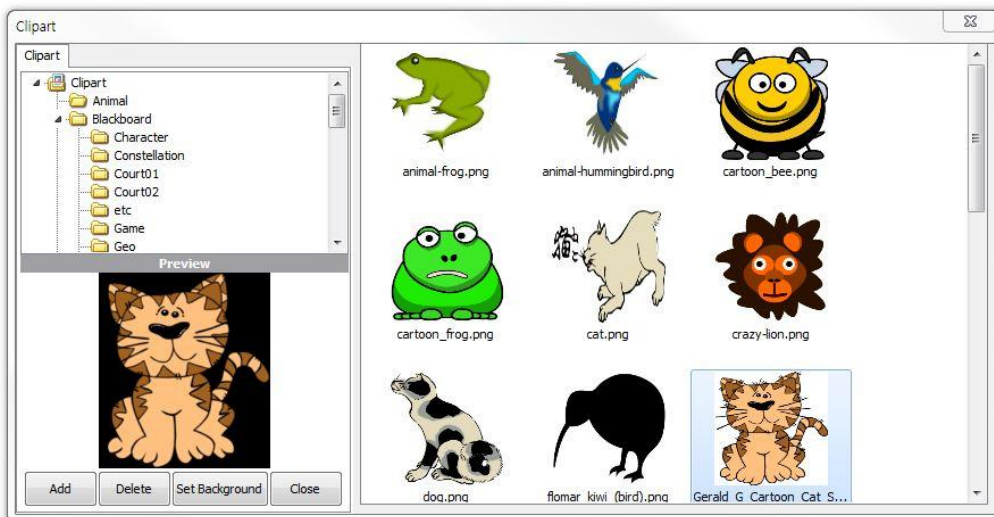 Clipart
Clipart
Clipart
Animal
Blackboard
Character
Constellation
Court01
Court02
etc
Game
Geo
Preview
Add Delete Set Background Close
animal-frog.png animal-hummingbird.png cartoon_bee.png
猫
cartoon_frog.png cat.png crazy-lion.png
dog.png flomar_kiwi_(bird).png Gerald_G_Cartoon_Cat_S...